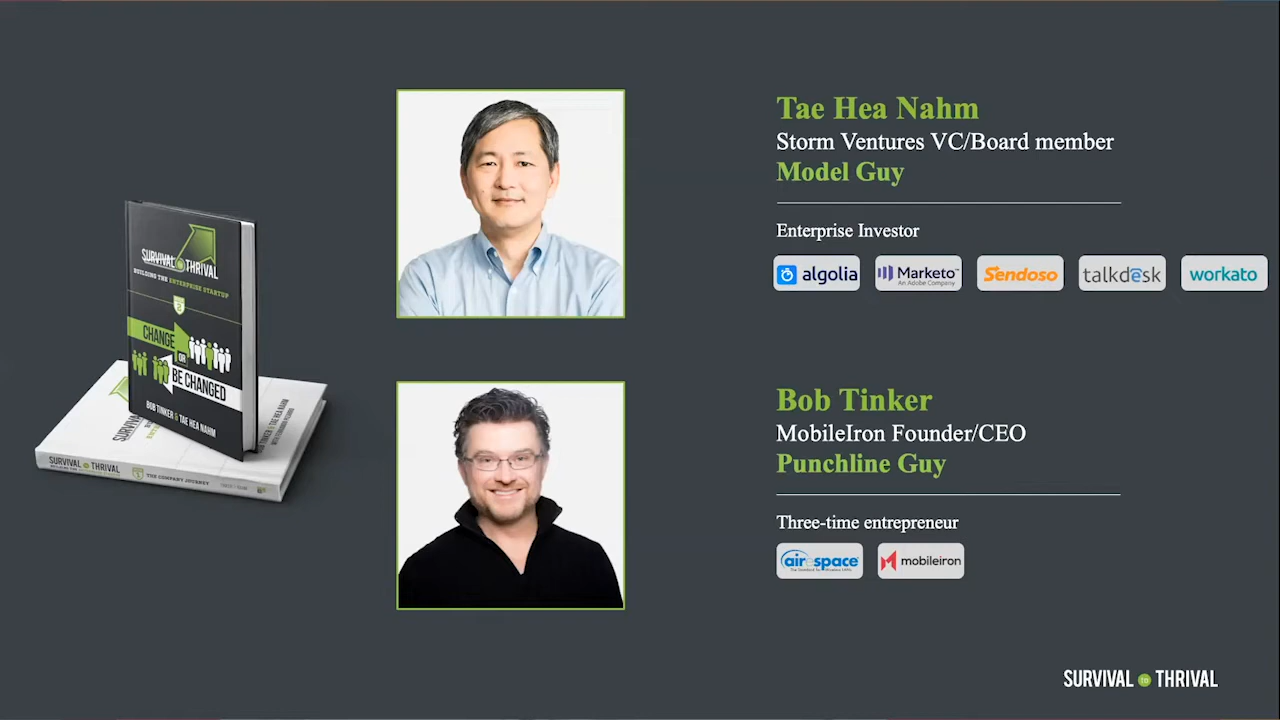 Tae Hea Nahm
Storm Ventures VC/Board member
Model Guy
Enterprise Investor
algolia
Marketo™
An Adobe Company
Sendoso
talkdesk
workato
SURVIVAL TO THRIVAL
BUILDING THE ENTERPRISE STARTUP
CHANGE
OR
BE CHANGED
BOB TINKER & TAE HEA NAHM
SURVIVAL TO THRIVAL
THE COMPANY JOURNEY
Bob Tinker
MobileIron Founder/CEO
Punchline Guy
Three-time entrepreneur
airespace
mobileiron
SURVIVAL TO THRIVAL